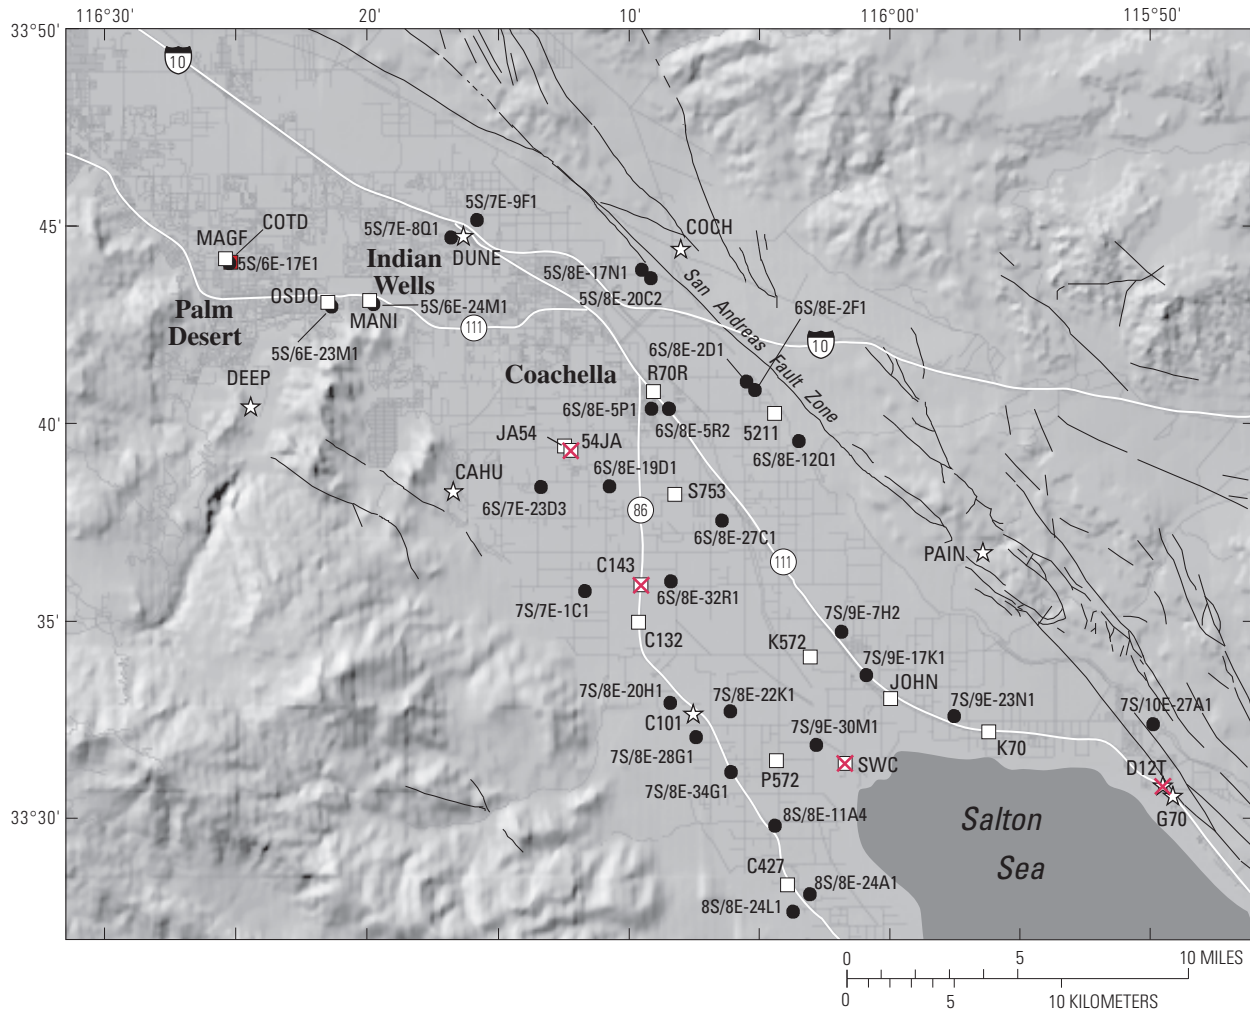 116°30' 20' 10' 116°00' 115°50'
33°50'
10
5S/7E-9F1
45'
COTD
5S/7E-8Q1
COCH
MAGF
Indian
Wells
DUNE
5S/6E-17E1
5S/8E-17N1
San Andreas Fault Zone
OSDO
5S/8E-20C2
Palm
Desert
5S/6E-24M1
6S/8E-2F1
MANI
111
10
5S/6E-23M1
6S/8E-2D1
R70R
DEEP
Coachella
40'
6S/8E-5P1
6S/8E-5R2
5211
JA54
54JA
6S/8E-12Q1
CAHU
6S/8E-19D1
S753
6S/7E-23D3
86
6S/8E-27C1
PAIN
C143
111
6S/8E-32R1
7S/7E-1C1
35'
7S/9E-7H2
C132
K572
7S/9E-17K1
JOHN
7S/8E-20H1
7S/8E-22K1
7S/9E-23N1
7S/10E-27A1
C101
7S/9E-30M1
K70
7S/8E-28G1
SWC
D12T
P572
7S/8E-34G1
33°30'
8S/8E-11A4
G70
Salton
Sea
C427
8S/8E-24A1
8S/8E-24L1
0 5 10 MILES
0 5 10 KILOMETERS